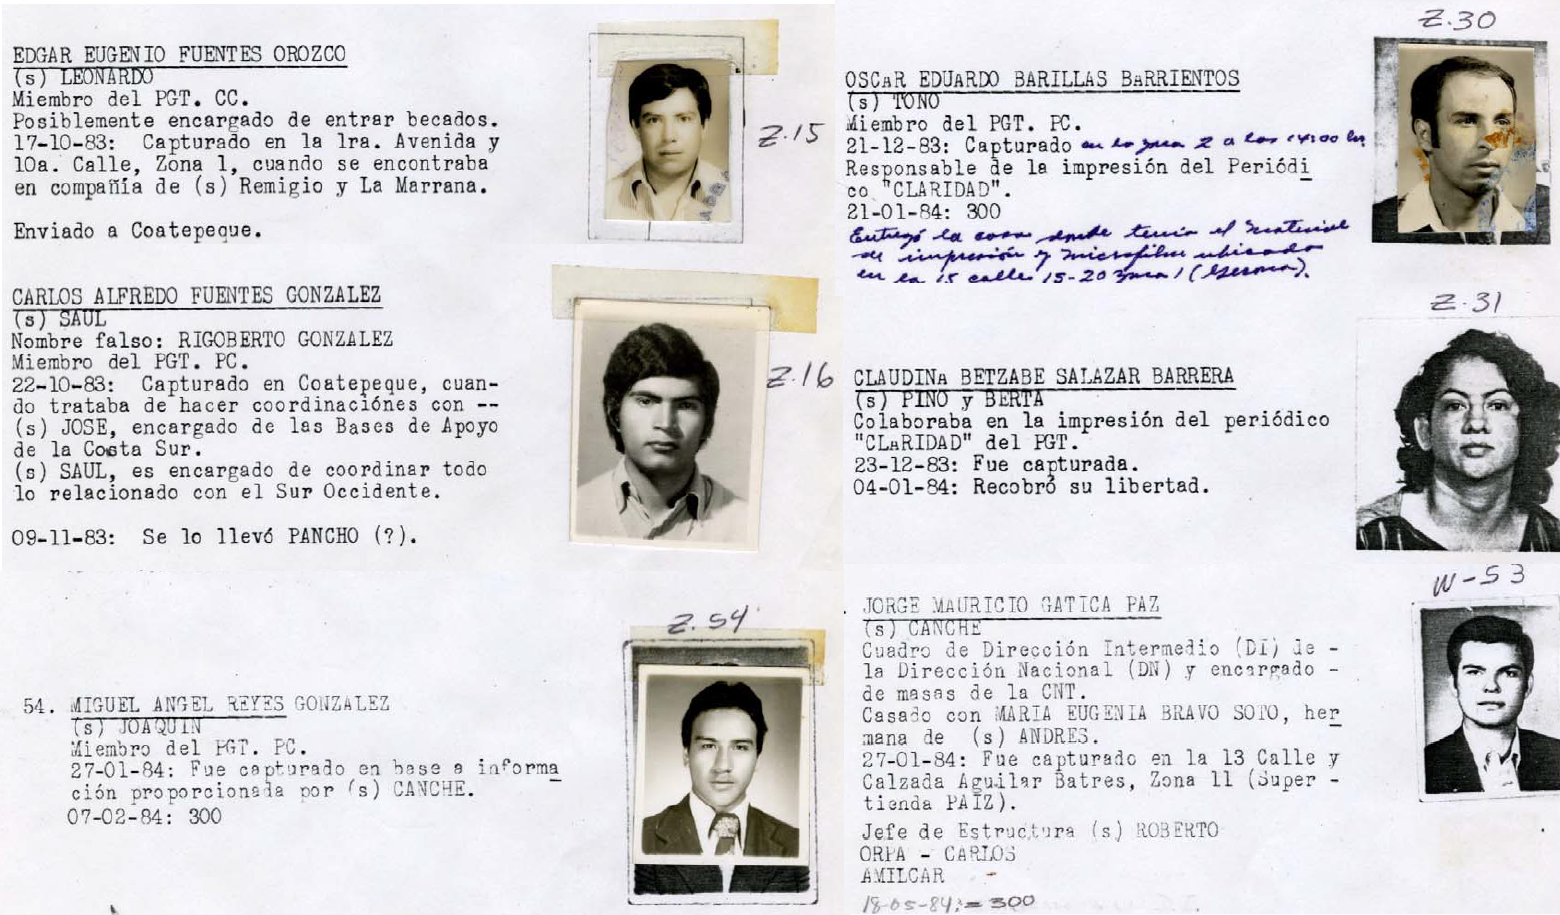 EDGAR EUGENIO FUENTES OROZCO
(s) LEONARDO
Miembro del PGT. CC.
Posiblemente encargado de entrar becados.
17-10-83: Capturado en la 1ra. Avenida y
10a. Calle, Zona 1, cuando se encontraba
en compañía de (s) Remigio y La Marrana.
Enviado a Coatepeque.
Z.15
CARLOS ALFREDO FUENTES GONZALEZ
(s) SAUL
Nombre falso: RIGOBERTO GONZALEZ
Miembro del PGT. PC.
22-10-83: Capturado en Coatepeque, cuan-
do trataba de hacer coordinaciónes con --
(s) JOSE, encargado de las Bases de Apoyo
de la Costa Sur.
(s) SAUL, es encargado de coordinar todo
lo relacionado con el Sur Occidente.
09-11-83: Se lo llevó PANCHO (?).
Z.16
Z.54
54. MIGUEL ANGEL REYES GONZALEZ
(s) JOAQUIN
Miembro del PGT. PC.
27-01-84: Fue capturado en base a informa
ción proporcionada por (s) CANCHE.
07-02-84: 300
Z.30
OSCAR EDUARDO BARILLAS BARRIENTOS
(s) TONO
Miembro del PGT. PC.
21-12-83: Capturado en la zona 2 a las 14:00 hrs
Responsable de la impresión del Periódi
co "CLARIDAD".
21-01-84: 300
Entregó la casa donde tenía el material
de impresión y microfilm ubicada
en la 15 calle 15-20 zona 1
Z.31
CLAUDINA BETZABE SALAZAR BARRERA
(s) PINO y BERTA
Colaboraba en la impresión del periódico
"CLARIDAD" del PGT.
23-12-83: Fue capturada.
04-01-84: Recobró su libertad.
W-53
JORGE MAURICIO GATICA PAZ
(s) CANCHE
Cuadro de Dirección Intermedio (DI) de -
la Dirección Nacional (DN) y encargado -
de masas de la CNT.
Casado con MARIA EUGENIA BRAVO SOTO, her
mana de (s) ANDRES.
27-01-84: Fue capturado en la 13 Calle y
Calzada Aguilar Batres, Zona 11 (Super -
tienda PAIZ).
Jefe de Estructura (s) ROBERTO
ORPA - CARLOS
AMILCAR
18-05-84: = 300